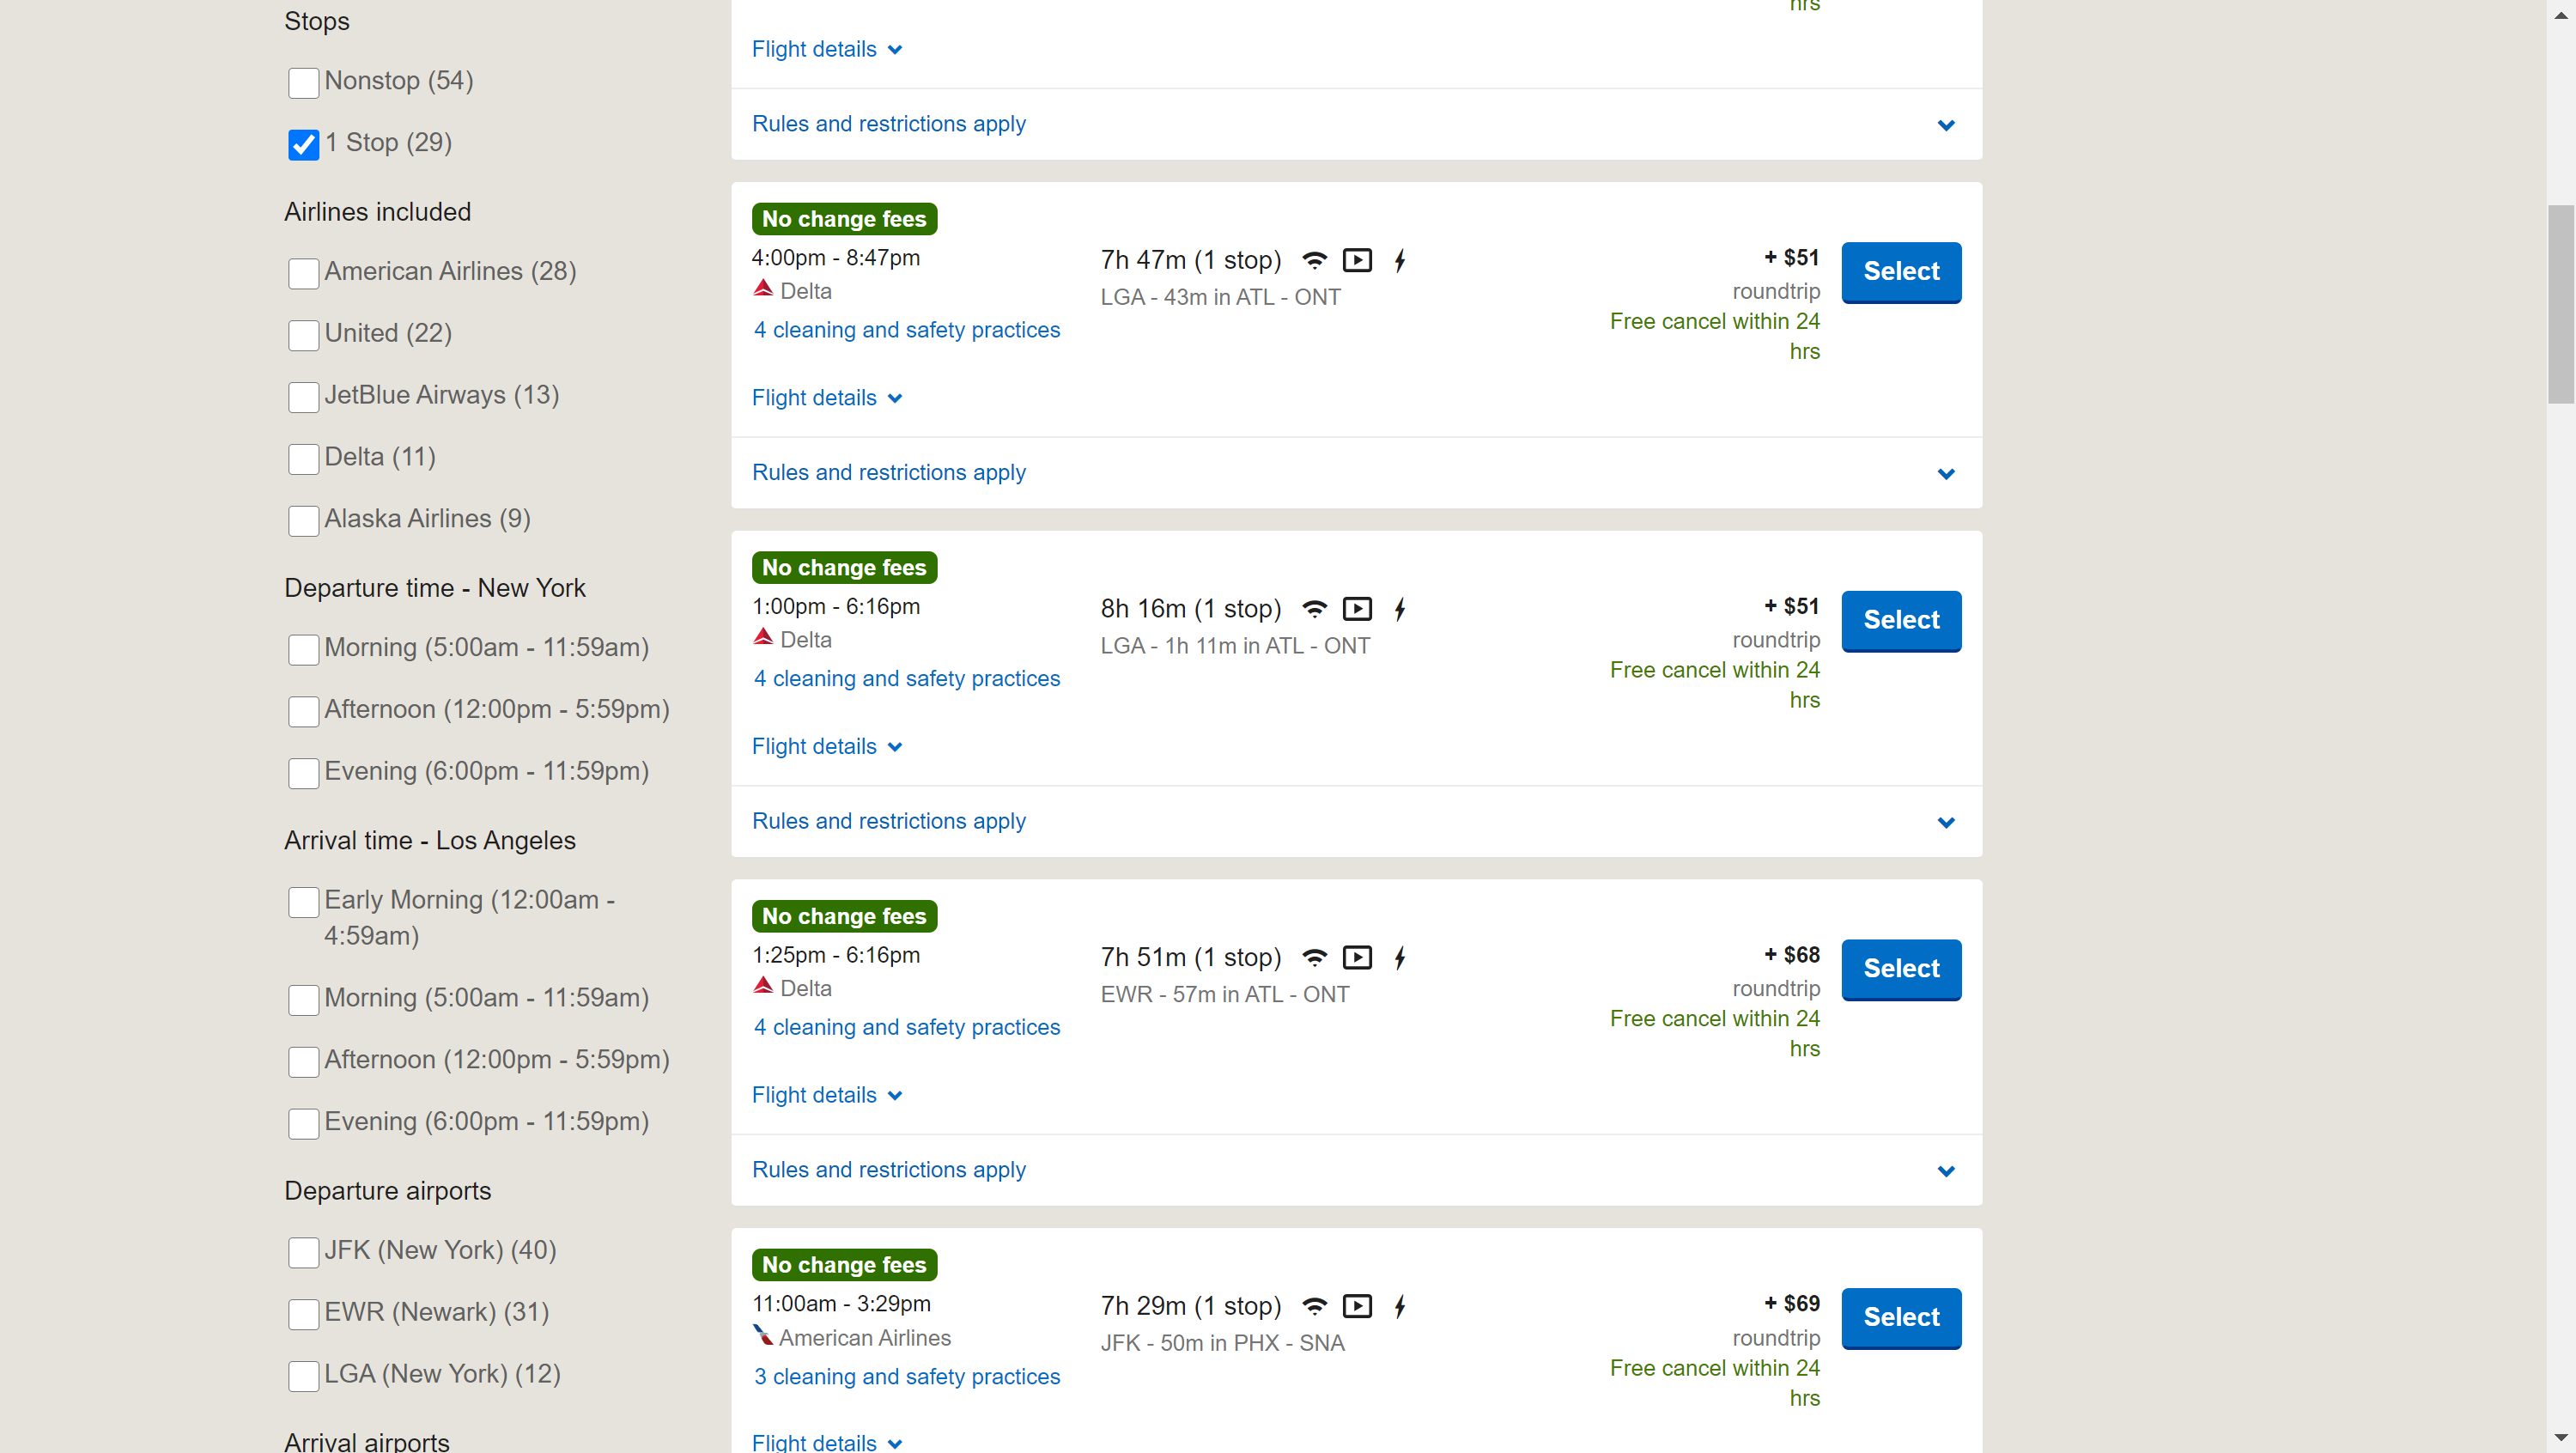 Stops
Nonstop (54)
1 Stop (29)
Airlines included
American Airlines (28)
United (22)
JetBlue Airways (13)
Delta (11)
Alaska Airlines (9)
Departure time - New York
Morning (5:00am - 11:59am)
Afternoon (12:00pm - 5:59pm)
Evening (6:00pm - 11:59pm)
Arrival time - Los Angeles
Early Morning (12:00am -
4:59am)
Morning (5:00am - 11:59am)
Afternoon (12:00pm - 5:59pm)
Evening (6:00pm - 11:59pm)
Departure airports
JFK (New York) (40)
EWR (Newark) (31)
LGA (New York) (12)
Arrival airports
hrs
Flight details
Rules and restrictions apply
No change fees
4:00pm - 8:47pm
Delta
4 cleaning and safety practices
7h 47m (1 stop)
LGA - 43m in ATL - ONT
+ $51
roundtrip
Free cancel within 24
hrs
Select
Flight details
Rules and restrictions apply
No change fees
1:00pm - 6:16pm
Delta
4 cleaning and safety practices
8h 16m (1 stop)
LGA - 1h 11m in ATL - ONT
+ $51
roundtrip
Free cancel within 24
hrs
Select
Flight details
Rules and restrictions apply
No change fees
1:25pm - 6:16pm
Delta
4 cleaning and safety practices
7h 51m (1 stop)
EWR - 57m in ATL - ONT
+ $68
roundtrip
Free cancel within 24
hrs
Select
Flight details
Rules and restrictions apply
No change fees
11:00am - 3:29pm
American Airlines
3 cleaning and safety practices
7h 29m (1 stop)
JFK - 50m in PHX - SNA
+ $69
roundtrip
Free cancel within 24
hrs
Select
Flight details